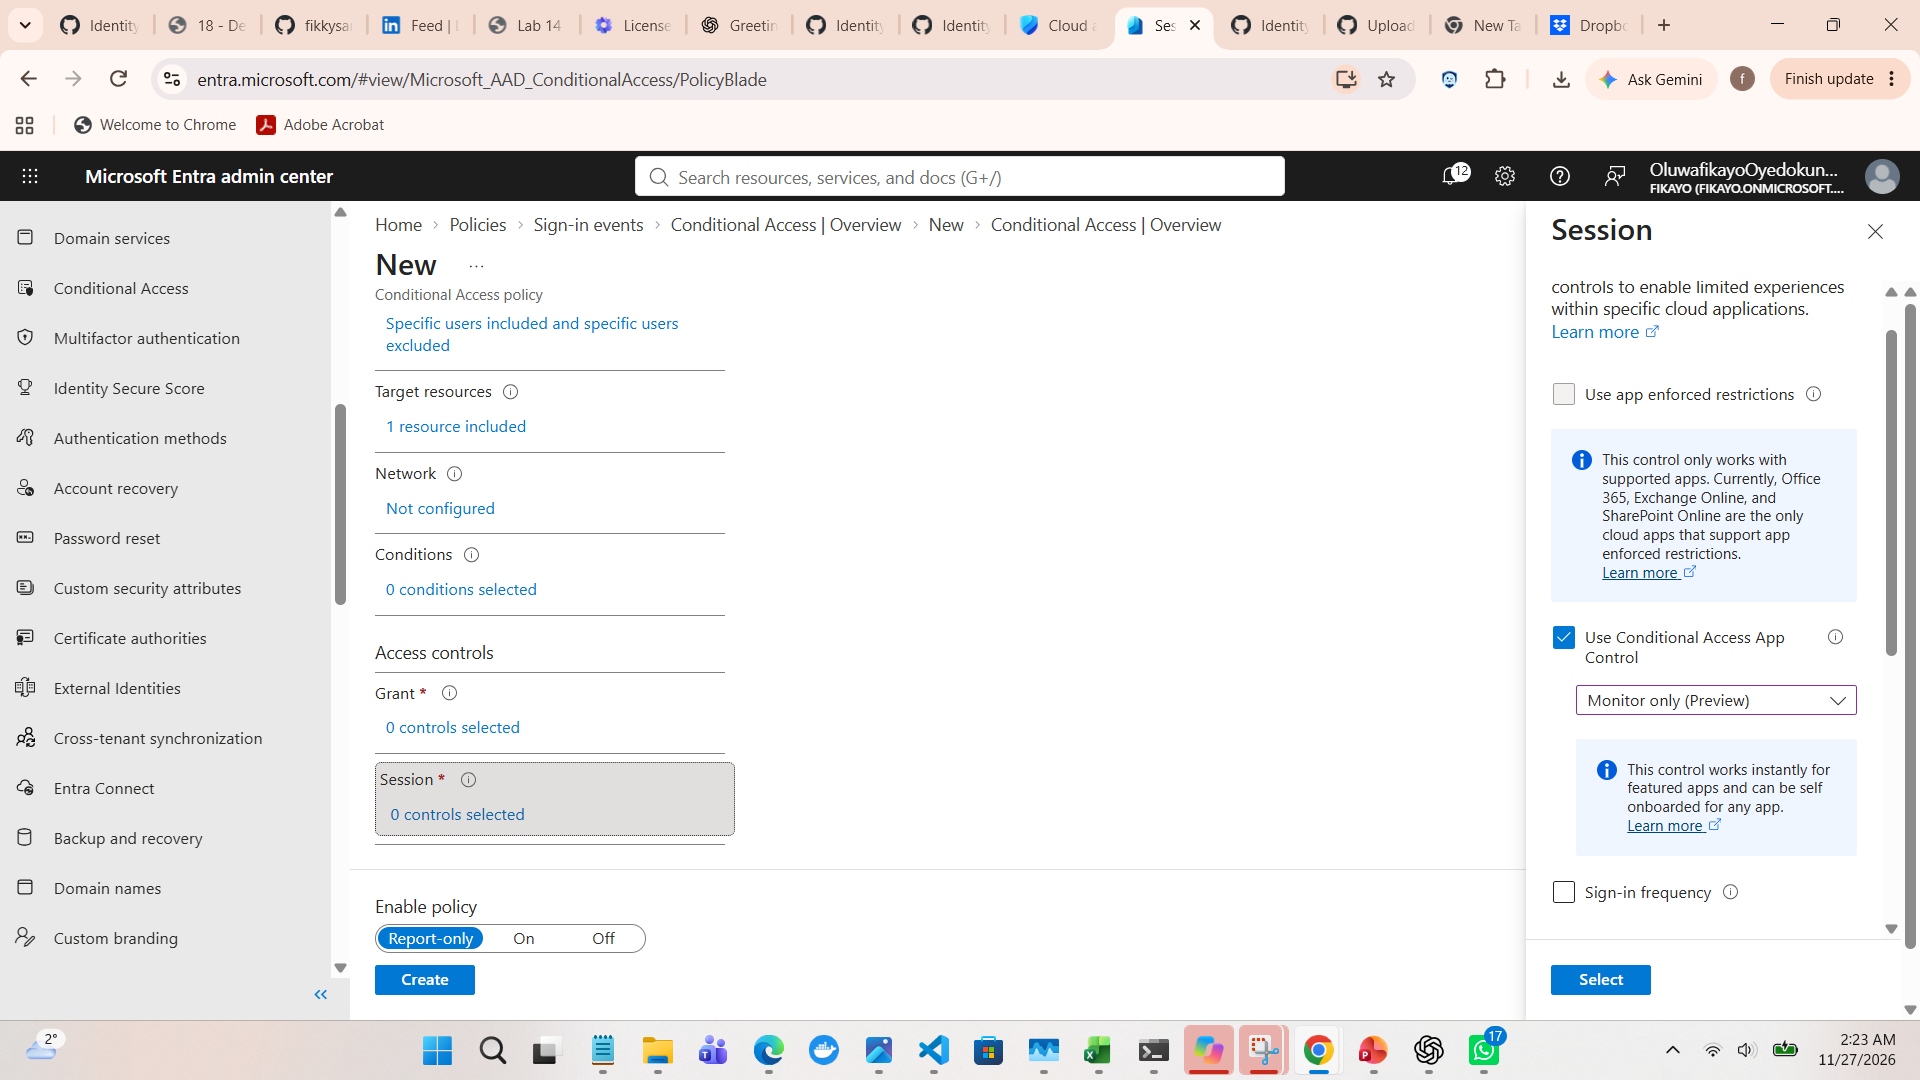 Identity
18 - De
fikkysa
Feed | L
Lab 14
License
Greetin
Identity
Identity
Cloud a
Ses
Identity
Upload
New Ta
Dropbo
entra.microsoft.com/#view/Microsoft_AAD_ConditionalAccess/PolicyBlade
Ask Gemini
f
Finish update
Welcome to Chrome
Adobe Acrobat
Microsoft Entra admin center
Search resources, services, and docs (G+/)
12
OluwafikayoOyedokun...
FIKAYO (FIKAYO.ONMICROSOFT....
Domain services
Conditional Access
Multifactor authentication
Identity Secure Score
Authentication methods
Account recovery
Password reset
Custom security attributes
Certificate authorities
External Identities
Cross-tenant synchronization
Entra Connect
Backup and recovery
Domain names
Custom branding
Home > Policies > Sign-in events > Conditional Access | Overview > New > Conditional Access | Overview
New ...
Conditional Access policy
Specific users included and specific users
excluded
Target resources
1 resource included
Network
Not configured
Conditions
0 conditions selected
Access controls
Grant *
0 controls selected
Session *
0 controls selected
Enable policy
Report-only On Off
Create
Session
controls to enable limited experiences
within specific cloud applications.
Learn more
Use app enforced restrictions
This control only works with
supported apps. Currently, Office
365, Exchange Online, and
SharePoint Online are the only
cloud apps that support app
enforced restrictions.
Learn more
Use Conditional Access App
Control
Monitor only (Preview)
This control works instantly for
featured apps and can be self
onboarded for any app.
Learn more
Sign-in frequency
Select
2°
17
2:23 AM
11/27/2026